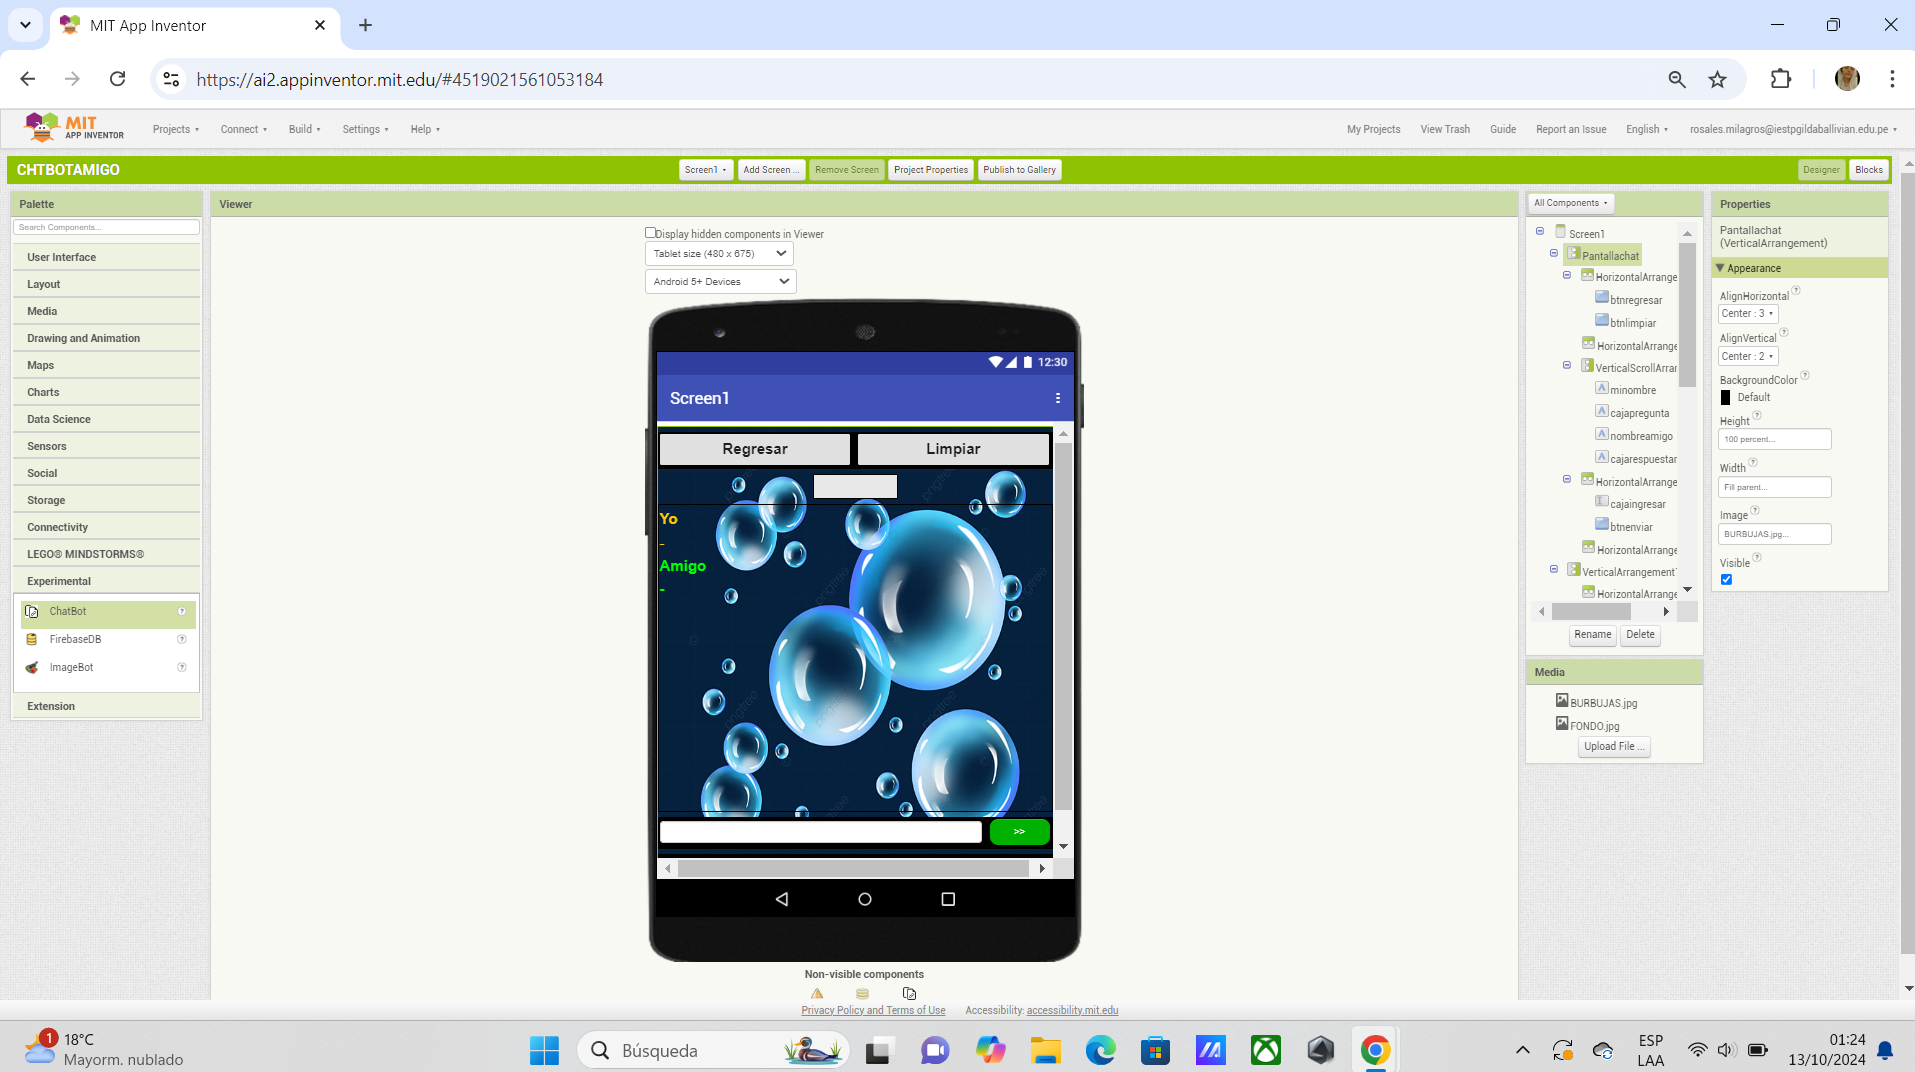 MIT App Inventor
https://ai2.appinventor.mit.edu/#4519021561053184
MIT
APP INVENTOR
Projects
Connect
Build
Settings
Help
My Projects
View Trash
Guide
Report an Issue
English
rosales.milagros@iestpgildaballivian.edu.pe
CHTBOTAMIGO
Screen1
Add Screen ...
Remove Screen
Project Properties
Publish to Gallery
Designer
Blocks
Palette
Search Components...
User Interface
Layout
Media
Drawing and Animation
Maps
Charts
Data Science
Sensors
Social
Storage
Connectivity
LEGO® MINDSTORMS®
Experimental
ChatBot
FirebaseDB
ImageBot
Extension
Viewer
Display hidden components in Viewer
Tablet size (480 x 675)
Android 5+ Devices
12:30
Screen1
Regresar
Limpiar
Yo
-
Amigo
-
>>
Non-visible components
Privacy Policy and Terms of Use
Accessibility: accessibility.mit.edu
All Components
Screen1
Pantallachat
HorizontalArrange
btnregresar
btnlimpiar
HorizontalArrange
VerticalScrollArrar
minombre
cajapregunta
nombreamigo
cajarespuestar
HorizontalArrange
cajaingresar
btnenviar
HorizontalArrange
VerticalArrangement1
HorizontalArrange
Rename
Delete
Media
BURBUJAS.jpg
FONDO.jpg
Upload File ...
Properties
Pantallachat
(VerticalArrangement)
Appearance
AlignHorizontal
Center : 3
AlignVertical
Center : 2
BackgroundColor
Default
Height
100 percent...
Width
Fill parent...
Image
BURBUJAS.jpg...
Visible
1
18°C
Mayorm. nublado
Búsqueda
ESP
LAA
01:24
13/10/2024